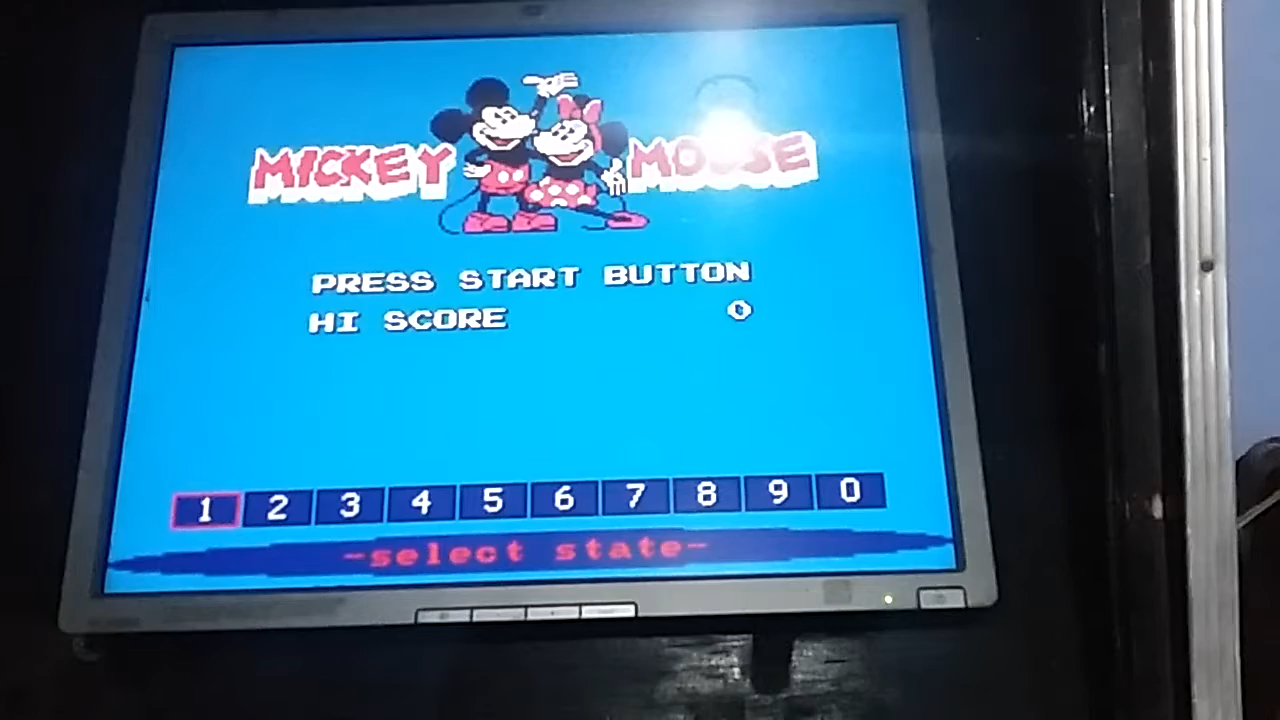 MICKEY MOUSE
PRESS START BUTTON
HI SCORE 0
1 2 3 4 5 6 7 8 9 0
-select state-